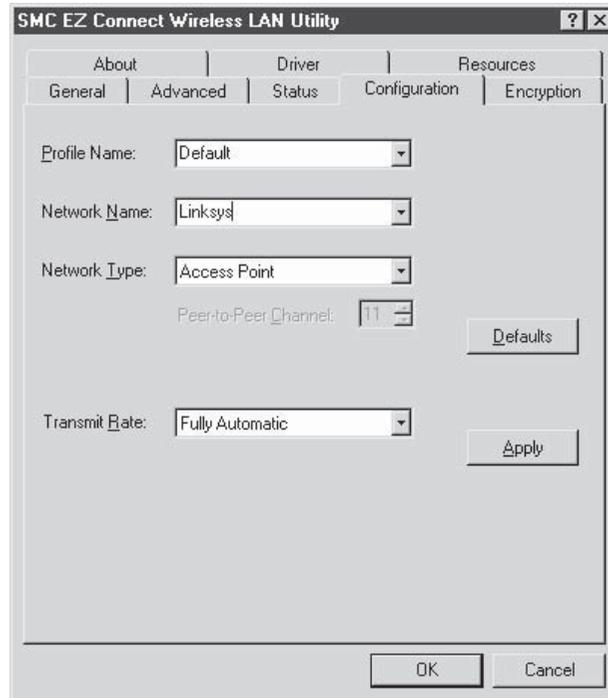 SMC EZ Connect Wireless LAN Utility
About Driver Resources
General Advanced Status Configuration Encryption
Profile Name: Default
Network Name: Linksys
Network Type: Access Point
Peer-to-Peer Channel: 11
Defaults
Transmit Rate: Fully Automatic
Apply
OK Cancel